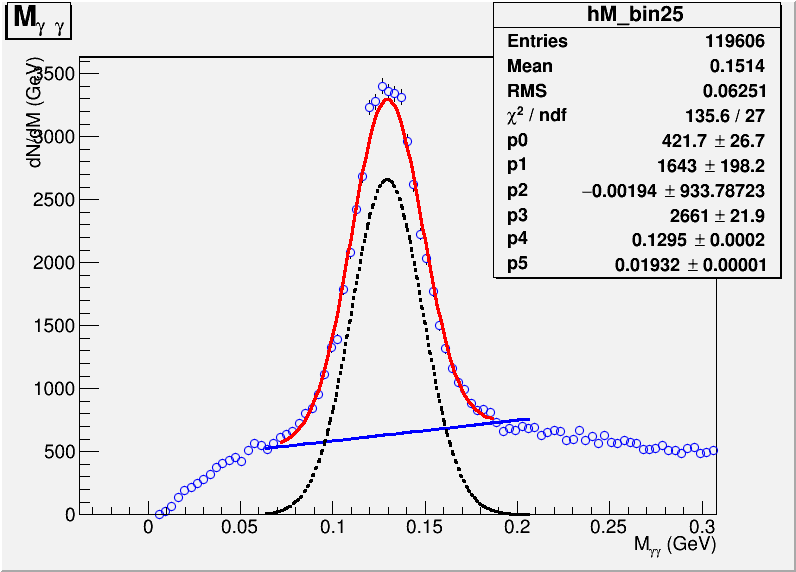 M_γγ
hM_bin25
Entries 119606
Mean 0.1514
RMS 0.06251
χ² / ndf 135.6 / 27
p0 421.7 ± 26.7
p1 1643 ± 198.2
p2 −0.00194 ± 933.78723
p3 2661 ± 21.9
p4 0.1295 ± 0.0002
p5 0.01932 ± 0.00001
dN/dM (GeV)
3500
3000
2500
2000
1500
1000
500
0
0 0.05 0.1 0.15 0.2 0.25 0.3
M_γγ (GeV)